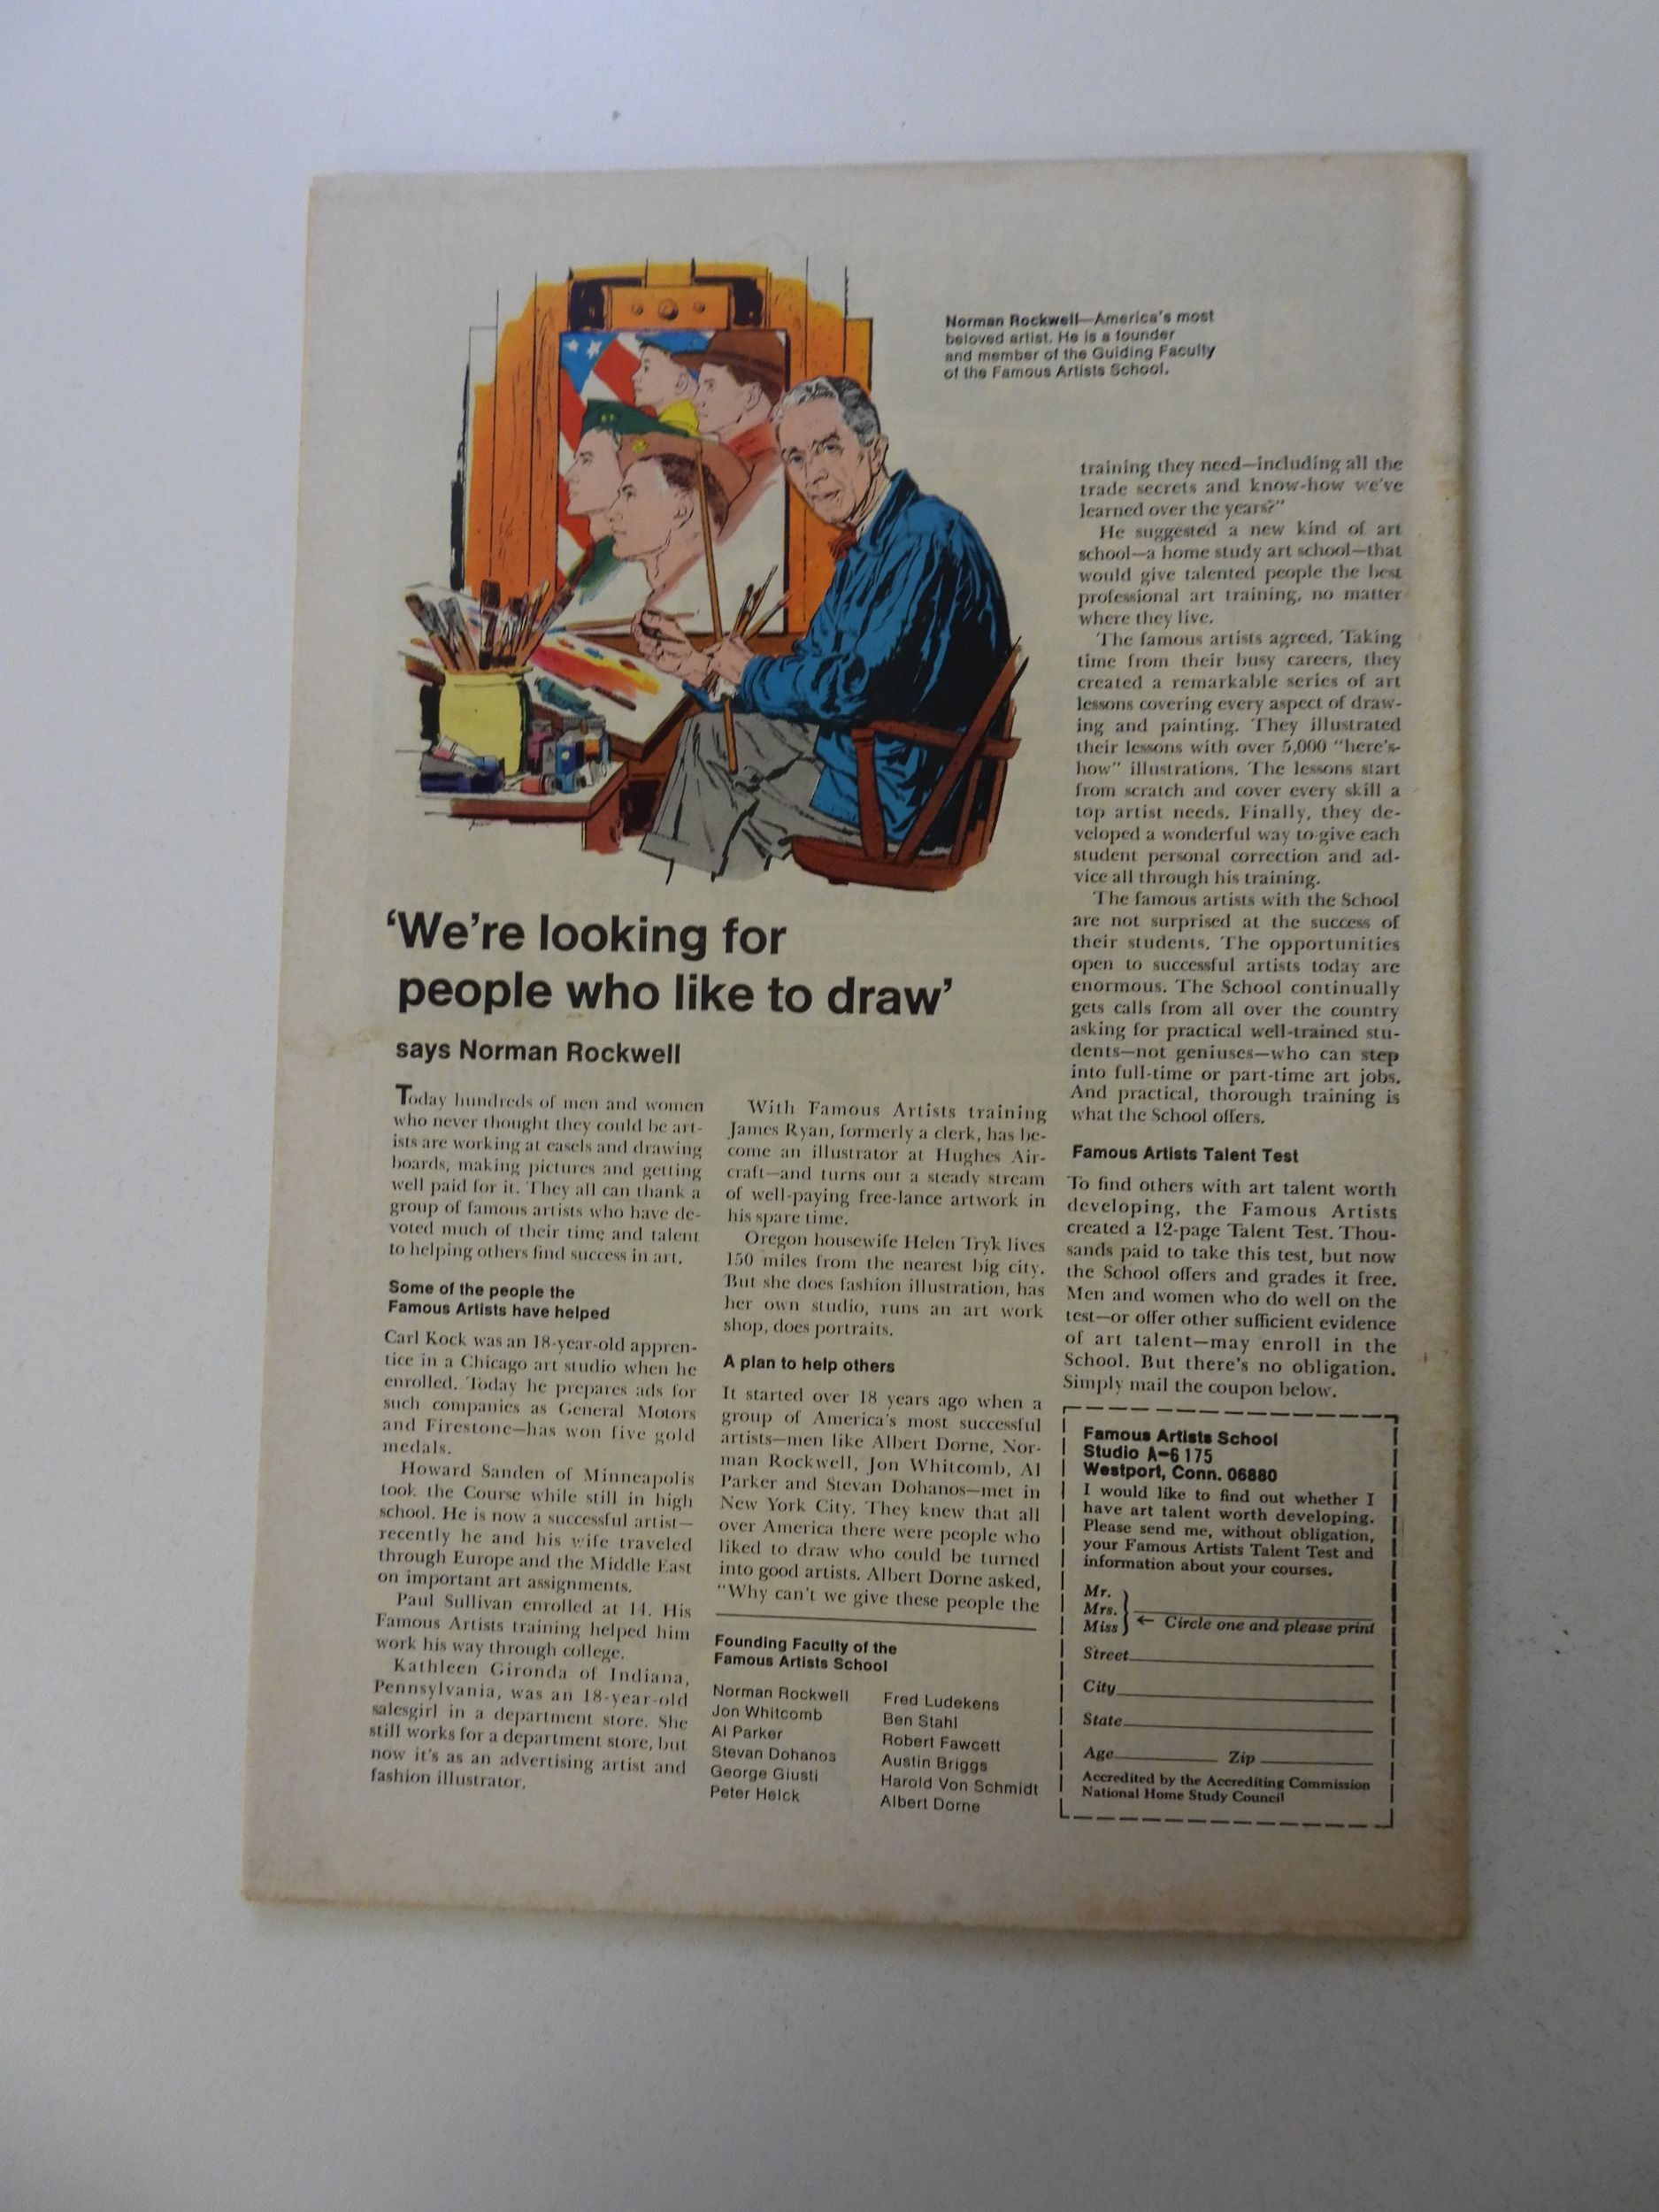 Norman Rockwell—America's most
beloved artist. He is a founder
and member of the Guiding Faculty
of the Famous Artists School.
'We're looking for
people who like to draw'
says Norman Rockwell
Today hundreds of men and women
who never thought they could be art-
ists are working at easels and drawing
boards, making pictures and getting
well paid for it. They all can thank a
group of famous artists who have de-
voted much of their time and talent
to helping others find success in art.
Some of the people the
Famous Artists have helped
Carl Kock was an 18-year-old appren-
tice in a Chicago art studio when he
enrolled. Today he prepares ads for
such companies as General Motors
and Firestone—has won five gold
medals.
Howard Sanden of Minneapolis
took the Course while still in high
school. He is now a successful artist—
recently he and his wife traveled
through Europe and the Middle East
on important art assignments.
Paul Sullivan enrolled at 14. His
Famous Artists training helped him
work his way through college.
Kathleen Gironda of Indiana,
Pennsylvania, was an 18-year-old
salesgirl in a department store. She
still works for a department store, but
now it's as an advertising artist and
fashion illustrator.
With Famous Artists training
James Ryan, formerly a clerk, has be-
come an illustrator at Hughes Air-
craft—and turns out a steady stream
of well-paying free-lance artwork in
his spare time.
Oregon housewife Helen Tryk lives
150 miles from the nearest big city.
But she does fashion illustration, has
her own studio, runs an art work
shop, does portraits.
A plan to help others
It started over 18 years ago when a
group of America's most successful
artists—men like Albert Dorne, Nor-
man Rockwell, Jon Whitcomb, Al
Parker and Stevan Dohanos—met in
New York City. They knew that all
over America there were people who
liked to draw who could be turned
into good artists. Albert Dorne asked,
"Why can't we give these people the
Founding Faculty of the
Famous Artists School
Norman Rockwell
Jon Whitcomb
Al Parker
Stevan Dohanos
George Giusti
Peter Helck
Fred Ludekens
Ben Stahl
Robert Fawcett
Austin Briggs
Harold Von Schmidt
Albert Dorne
training they need—including all the
trade secrets and know-how we've
learned over the years?"
He suggested a new kind of art
school—a home study art school—that
would give talented people the best
professional art training, no matter
where they live.
The famous artists agreed. Taking
time from their busy careers, they
created a remarkable series of art
lessons covering every aspect of draw-
ing and painting. They illustrated
their lessons with over 5,000 "here's-
how" illustrations. The lessons start
from scratch and cover every skill a
top artist needs. Finally, they de-
veloped a wonderful way to give each
student personal correction and ad-
vice all through his training.
The famous artists with the School
are not surprised at the success of
their students. The opportunities
open to successful artists today are
enormous. The School continually
gets calls from all over the country
asking for practical well-trained stu-
dents—not geniuses—who can step
into full-time or part-time art jobs.
And practical, thorough training is
what the School offers.
Famous Artists Talent Test
To find others with art talent worth
developing, the Famous Artists
created a 12-page Talent Test. Thou-
sands paid to take this test, but now
the School offers and grades it free.
Men and women who do well on the
test—or offer other sufficient evidence
of art talent—may enroll in the
School. But there's no obligation.
Simply mail the coupon below.
Famous Artists School
Studio A-6175
Westport, Conn. 06880
I would like to find out whether I
have art talent worth developing.
Please send me, without obligation,
your Famous Artists Talent Test and
information about your courses.
Mr.
Mrs.
Miss ← Circle one and please print
Street
City
State
Age Zip
Accredited by the Accrediting Commission
National Home Study Council